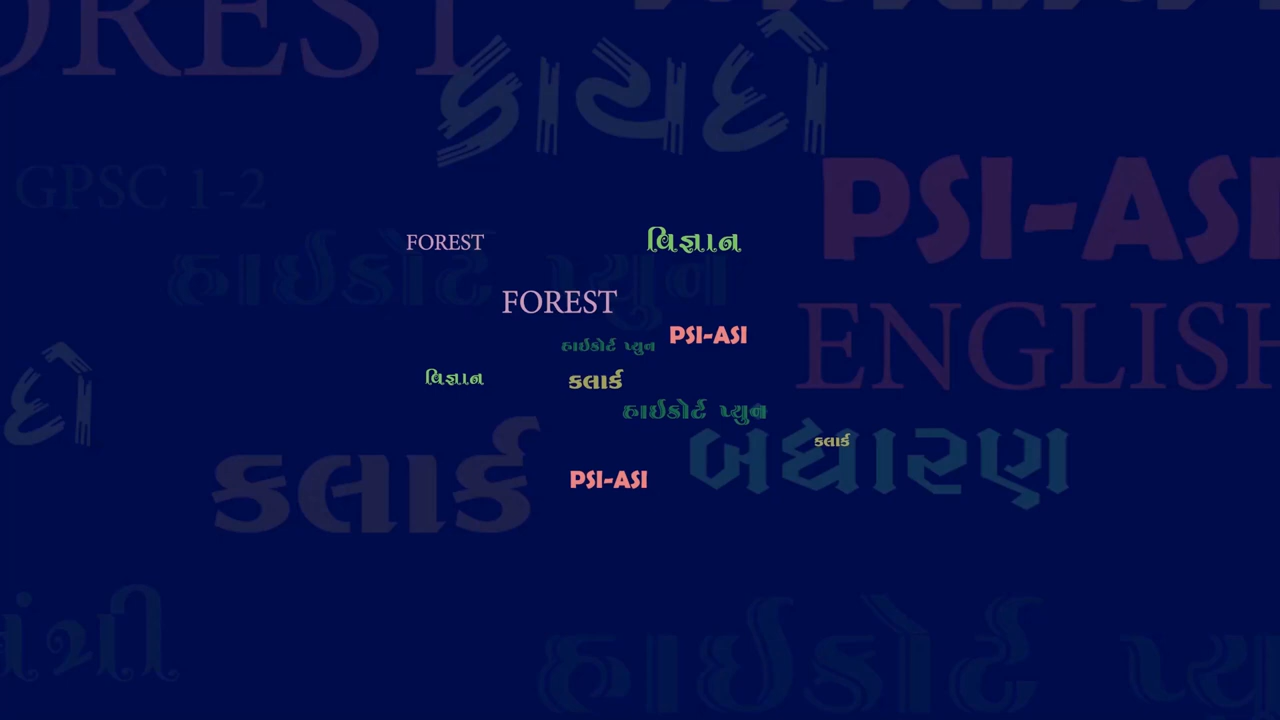 FOREST
કાયદો
GPSC 1-2
PSI-ASI
FOREST
વિજ્ઞાન
હાઈકોર્ટ પ્યુન
FOREST
ENGLISH
PSI-ASI
હાઈકોર્ટ પ્યુન
વિજ્ઞાન
કલાર્ક
હાઈકોર્ટ પ્યુન
કલાર્ક
બંધારણ
કલાર્ક
PSI-ASI
હાઈકોર્ટ